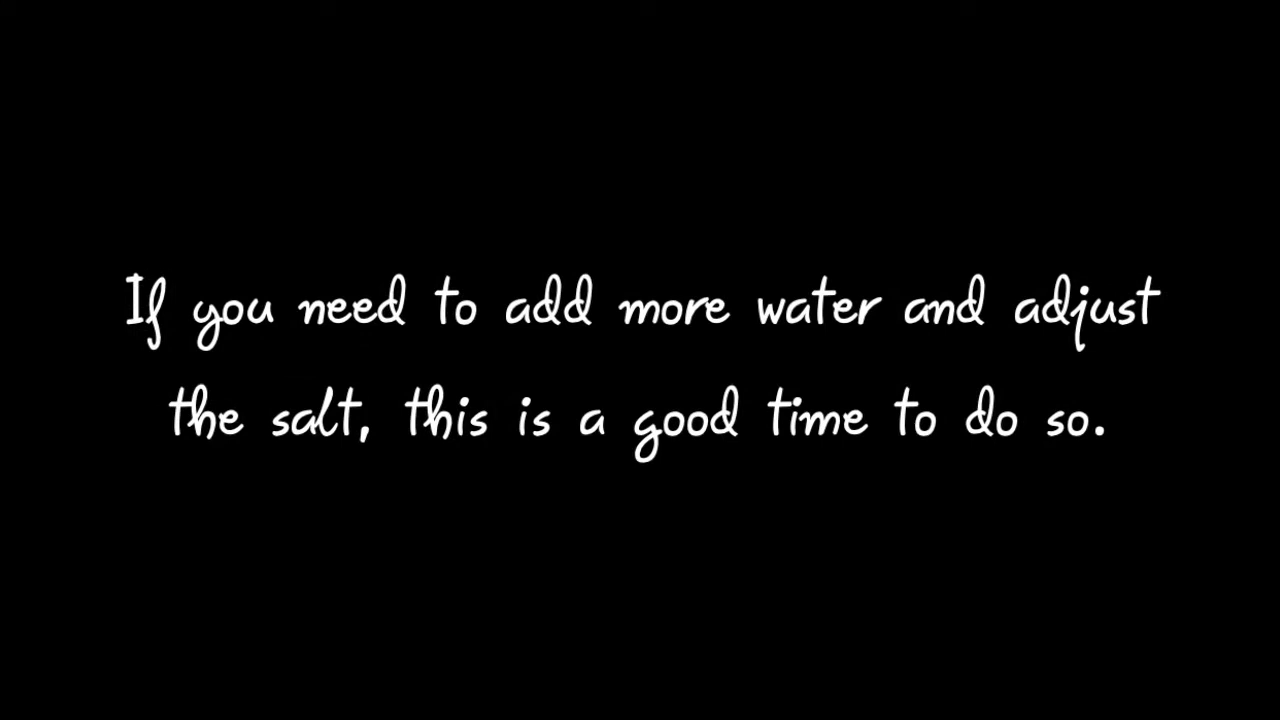 If you need to add more water and adjust
the salt, this is a good time to do so.